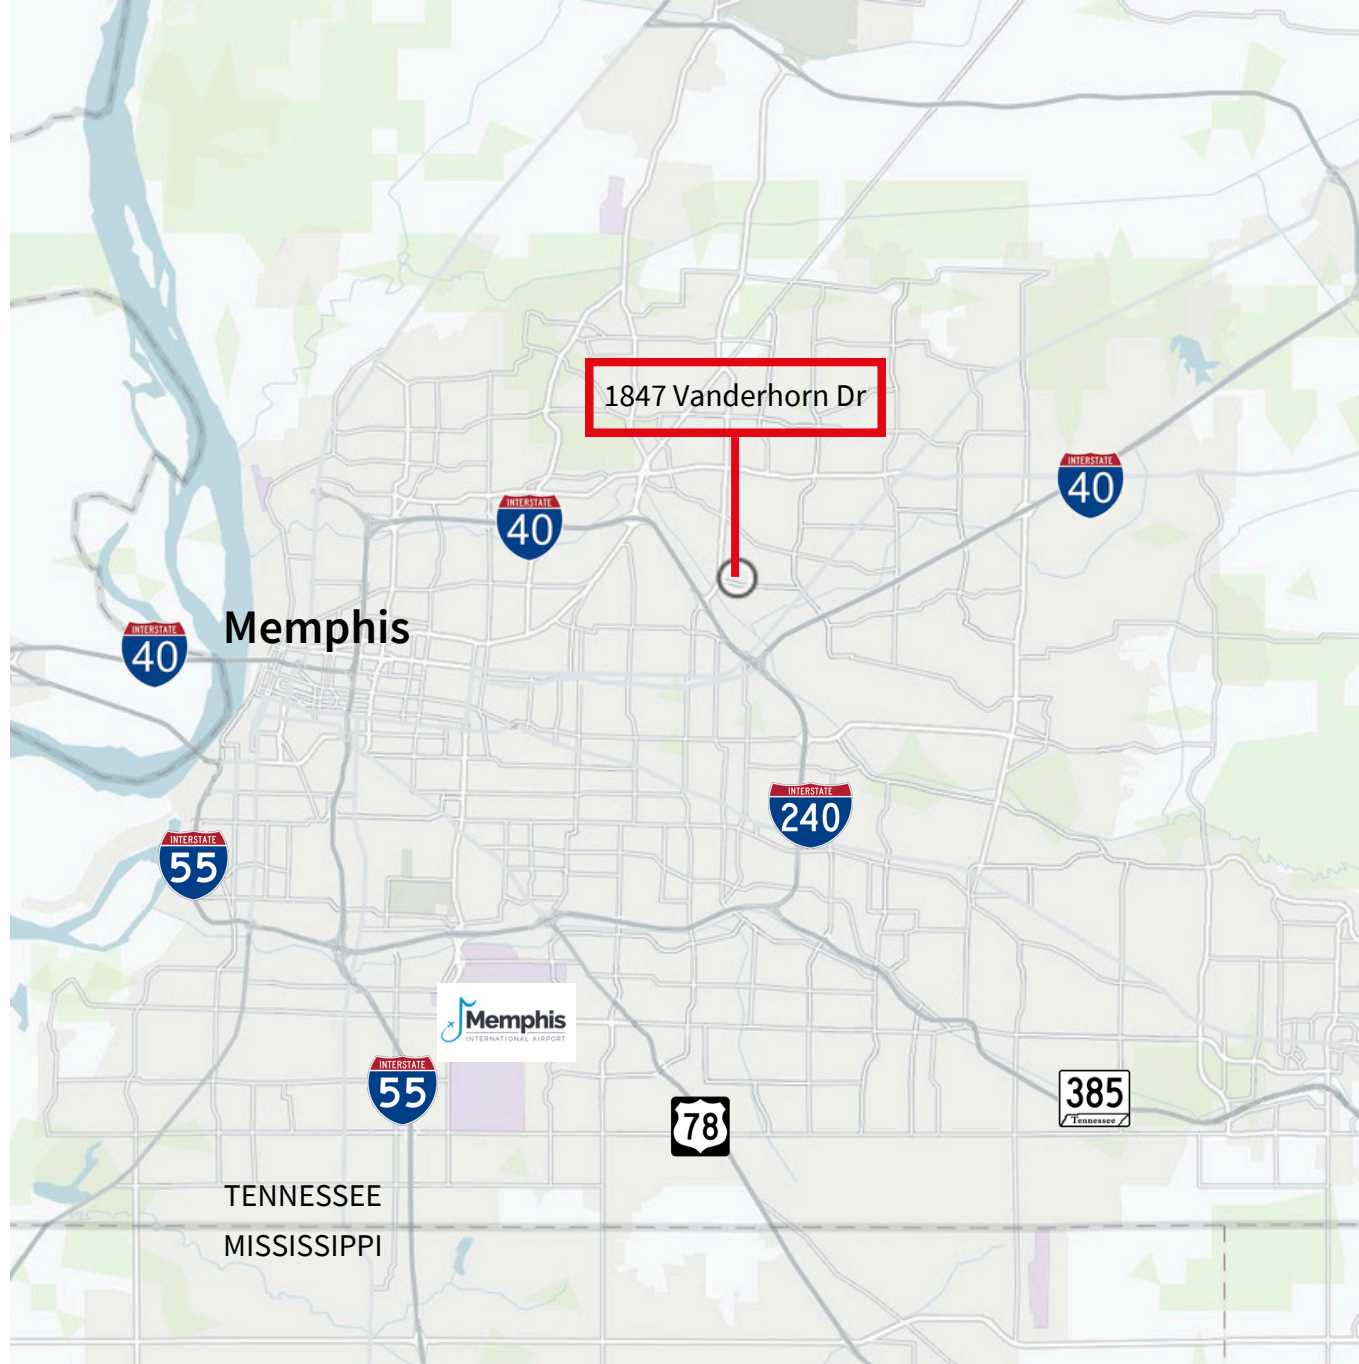 1847 Vanderhorn Dr
INTERSTATE
40
INTERSTATE
40
Memphis
INTERSTATE
40
INTERSTATE
240
INTERSTATE
55
Memphis
INTERNATIONAL AIRPORT
INTERSTATE
55
78
385
Tennessee
TENNESSEE
MISSISSIPPI